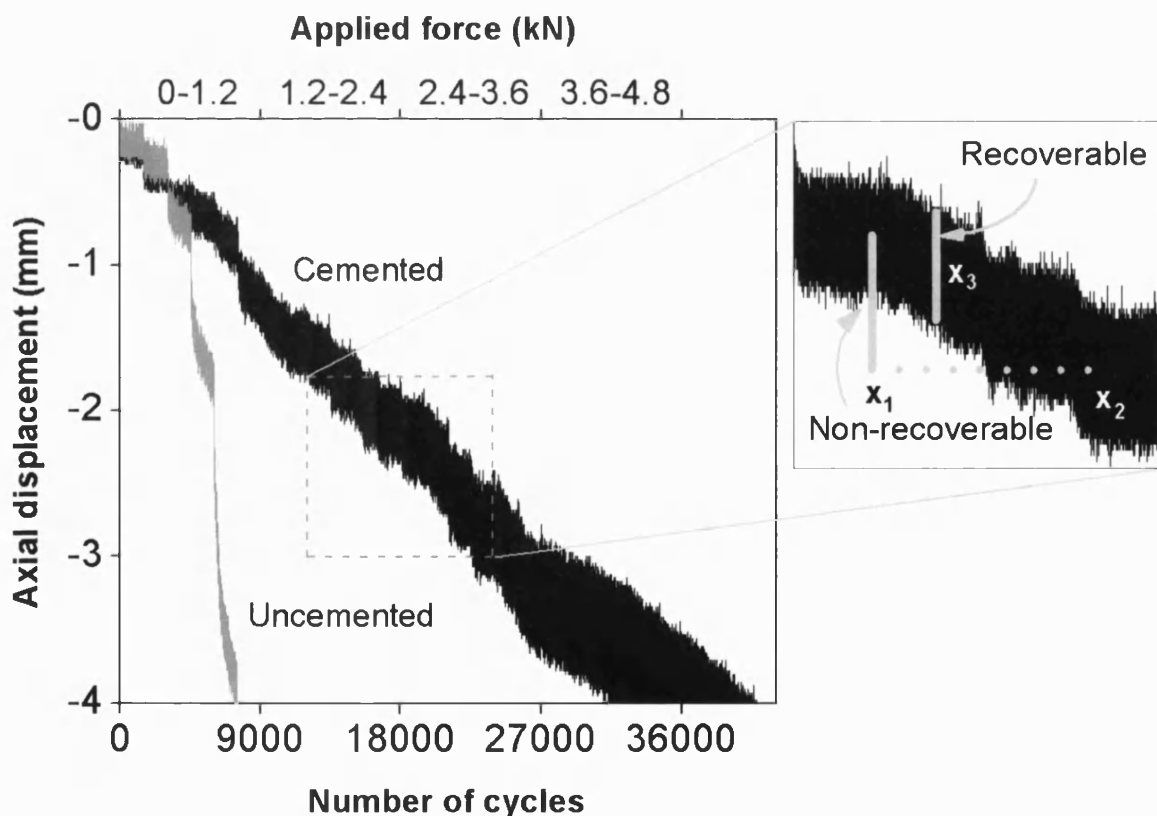 Applied force (kN)
0-1.2 1.2-2.4 2.4-3.6 3.6-4.8
-0
-1
-2
-3
-4
Axial displacement (mm)
Cemented
Uncemented
0 9000 18000 27000 36000
Number of cycles
Recoverable
x3
x1
x2
Non-recoverable